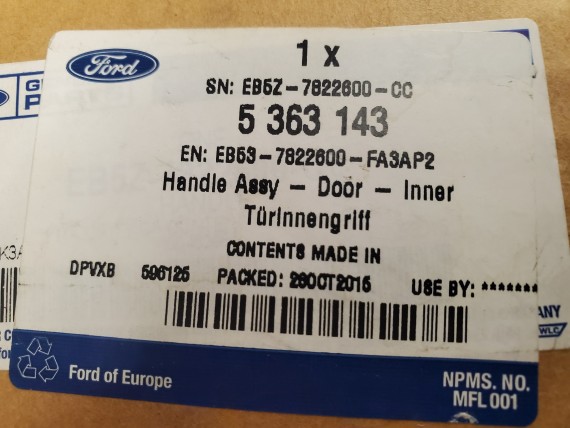 Ford
1 x
SN: EB5Z-7822600-CC
5 363 143
EN: EB53-7822600-FA3AP2
Handle Assy - Door - Inner
Türinnengriff
CONTENTS MADE IN
DPVXB 596125 PACKED: 28OCT2015 USE BY: *******
Ford of Europe
NPMS. NO.
MFL 001